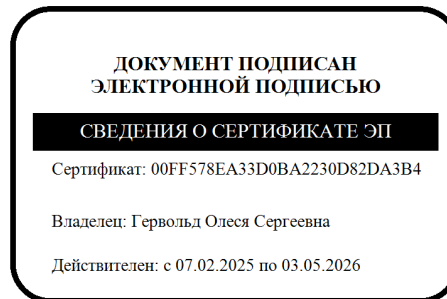 ДОКУМЕНТ ПОДПИСАН
ЭЛЕКТРОННОЙ ПОДПИСЬЮ
СВЕДЕНИЯ О СЕРТИФИКАТЕ ЭП
Сертификат: 00FF578EA33D0BA2230D82DA3B4
Владелец: Гервольд Олеся Сергеевна
Действителен: с 07.02.2025 по 03.05.2026